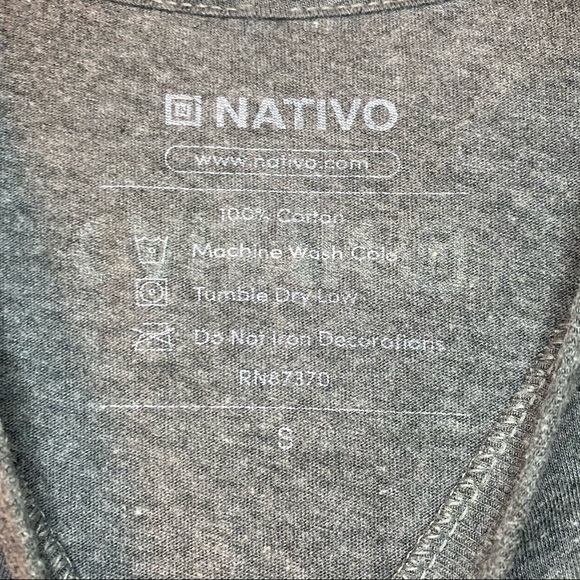 N NATIVO
www.nativo.com
100% Cotton
Machine Wash Cold
Tumble Dry Low
Do Not Iron Decorations
RN87370
S